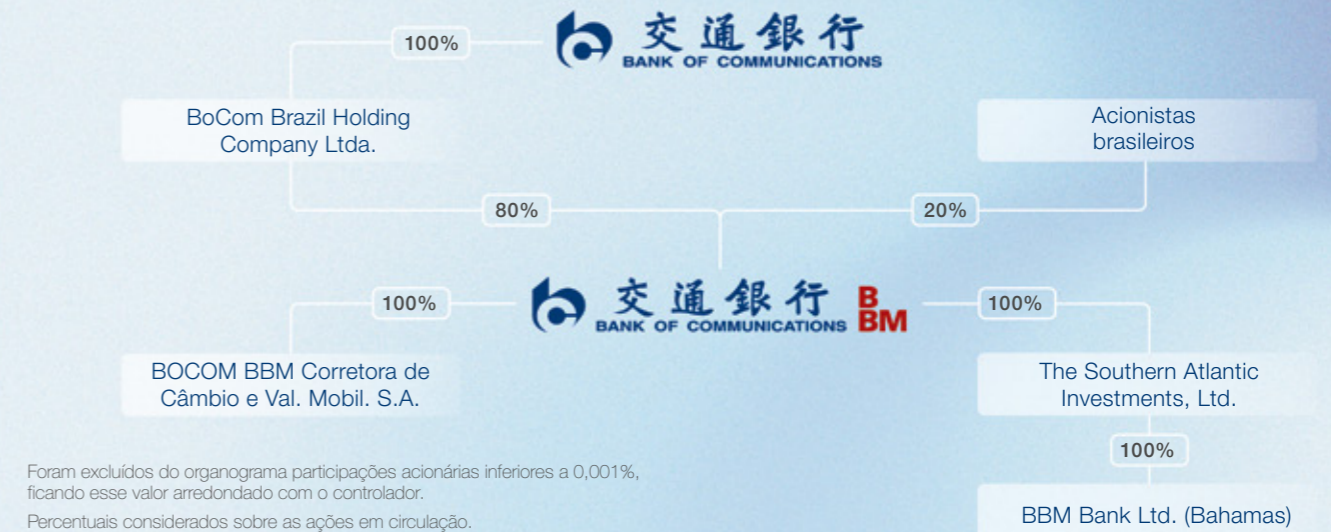 100%
交通銀行
BANK OF COMMUNICATIONS
BoCom Brazil Holding
Company Ltda.
Acionistas
brasileiros
80%
20%
100%
交通銀行
BANK OF COMMUNICATIONS
B
BM
100%
BOCOM BBM Corretora de
Câmbio e Val. Mobil. S.A.
The Southern Atlantic
Investments, Ltd.
100%
Foram excluídos do organograma participações acionárias inferiores a 0,001%,
ficando esse valor arredondado com o controlador.
Percentuais considerados sobre as ações em circulação.
BBM Bank Ltd. (Bahamas)